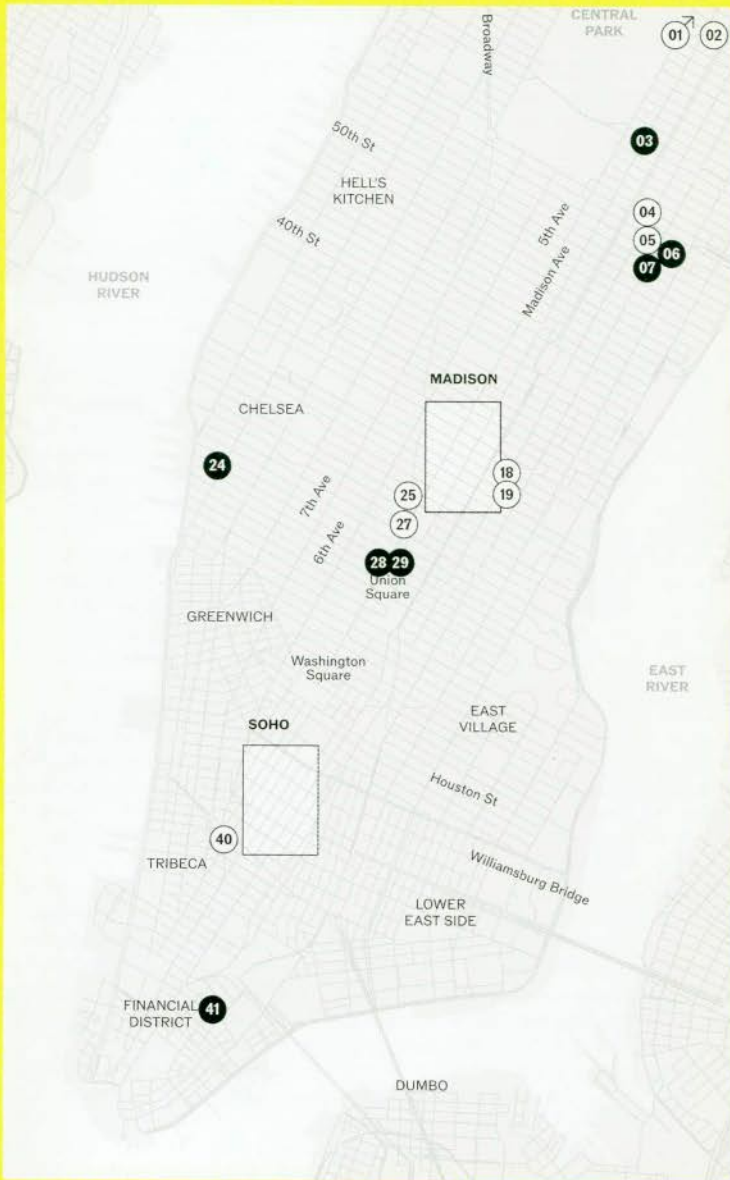 CENTRAL
PARK
01
02
Broadway
03
50th St
HELL'S
KITCHEN
04
40th St
5th Ave
05
06
07
HUDSON
RIVER
Madison Ave
MADISON
CHELSEA
24
18
7th Ave
25
19
27
6th Ave
28
29
Union
Square
GREENWICH
Washington
Square
EAST
RIVER
EAST
VILLAGE
SOHO
Houston St
40
TRIBECA
Williamsburg Bridge
LOWER
EAST SIDE
FINANCIAL
DISTRICT
41
DUMBO